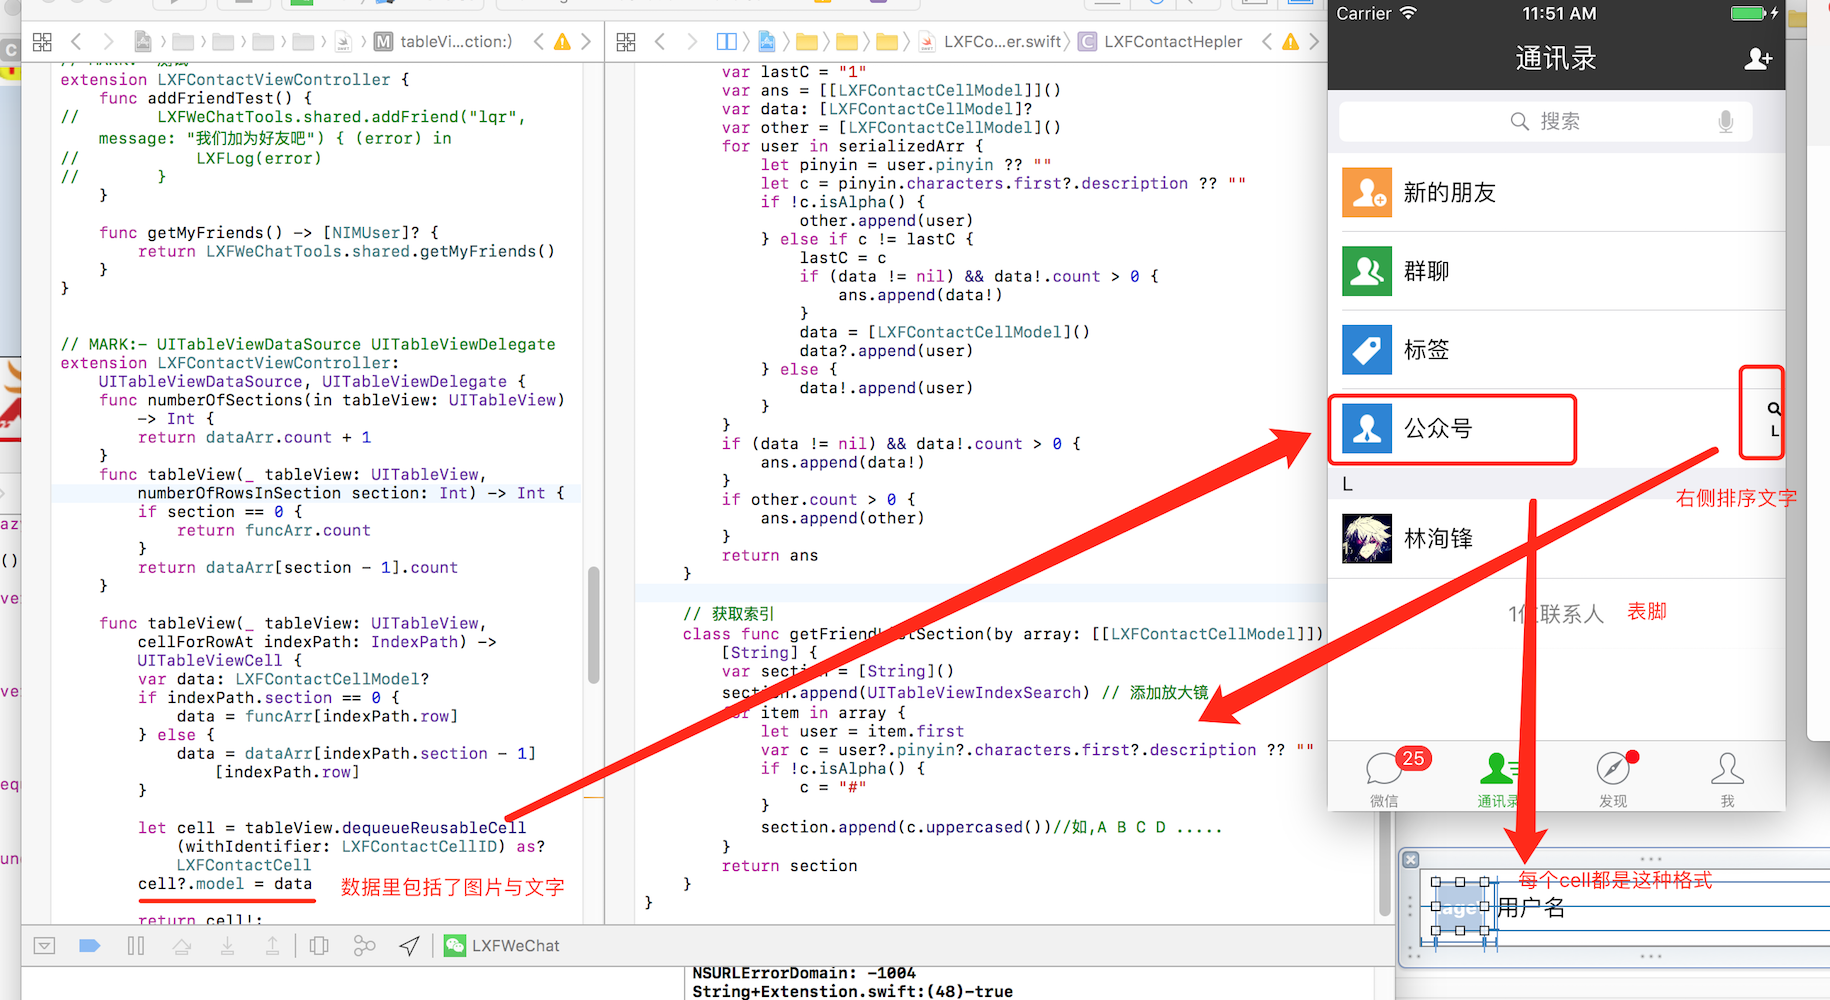 tableVi...ction:)
LXFCo...er.swift
C
LXFContactHepler
M
extension LXFContactViewController {
func addFriendTest() {
// LXFWeChatTools.shared.addFriend("lqr",
message: "我们加为好友吧") { (error) in
// LXFLog(error)
// }
}
func getMyFriends() -> [NIMUser]? {
return LXFWeChatTools.shared.getMyFriends()
}
}
// MARK:- UITableViewDataSource UITableViewDelegate
extension LXFContactViewController:
UITableViewDataSource, UITableViewDelegate {
func numberOfSections(in tableView: UITableView)
-> Int {
return dataArr.count + 1
}
func tableView(_ tableView: UITableView,
numberOfRowsInSection section: Int) -> Int {
if section == 0 {
return funcArr.count
}
return dataArr[section - 1].count
}
func tableView(_ tableView: UITableView,
cellForRowAt indexPath: IndexPath) ->
UITableViewCell {
var data: LXFContactCellModel?
if indexPath.section == 0 {
data = funcArr[indexPath.row]
} else {
data = dataArr[indexPath.section - 1]
[indexPath.row]
}
let cell = tableView.dequeueReusableCell
(withIdentifier: LXFContactCellID) as?
LXFContactCell
cell?.model = data
数据里包括了图片与文字
return cell!;
var lastC = "1"
var ans = [[LXFContactCellModel]]()
var data: [LXFContactCellModel]?
var other = [LXFContactCellModel]()
for user in serializedArr {
let pinyin = user.pinyin ?? ""
let c = pinyin.characters.first?.description ?? ""
if !c.isAlpha() {
other.append(user)
} else if c != lastC {
lastC = c
if (data != nil) && data!.count > 0 {
ans.append(data!)
}
data = [LXFContactCellModel]()
data?.append(user)
} else {
data!.append(user)
}
}
if (data != nil) && data!.count > 0 {
ans.append(data!)
}
if other.count > 0 {
ans.append(other)
}
return ans
}
// 获取索引
class func getFriendListSection(by array: [[LXFContactCellModel]])
[String] {
var section = [String]()
section.append(UITableViewIndexSearch) // 添加放大镜
for item in array {
let user = item.first
var c = user?.pinyin?.characters.first?.description ?? ""
if !c.isAlpha() {
c = "#"
}
section.append(c.uppercased())//如,A B C D .....
}
return section
}
}
LXFWeChat
NSURLErrorDomain: -1004
String+Extenstion.swift:(48)-true
Carrier
11:51 AM
通讯录
搜索
新的朋友
群聊
标签
公众号
L
L
右侧排序文字
林洵锋
联系人
表脚
25
微信
通讯录
发现
我
每个cell都是这种格式
用户名